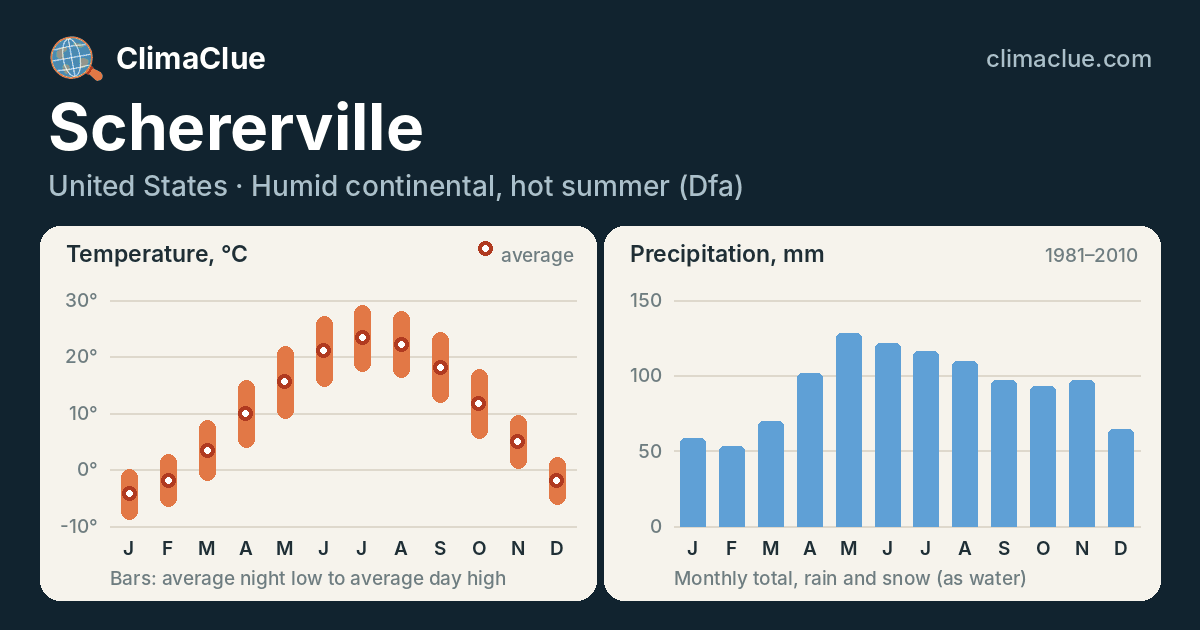 ClimaClue
climaclue.com
Schererville
United States · Humid continental, hot summer (Dfa)
Temperature, °C
average
30°
20°
10°
0°
-10°
J F M A M J J A S O N D
Bars: average night low to average day high
Precipitation, mm
1981–2010
150
100
50
0
J F M A M J J A S O N D
Monthly total, rain and snow (as water)